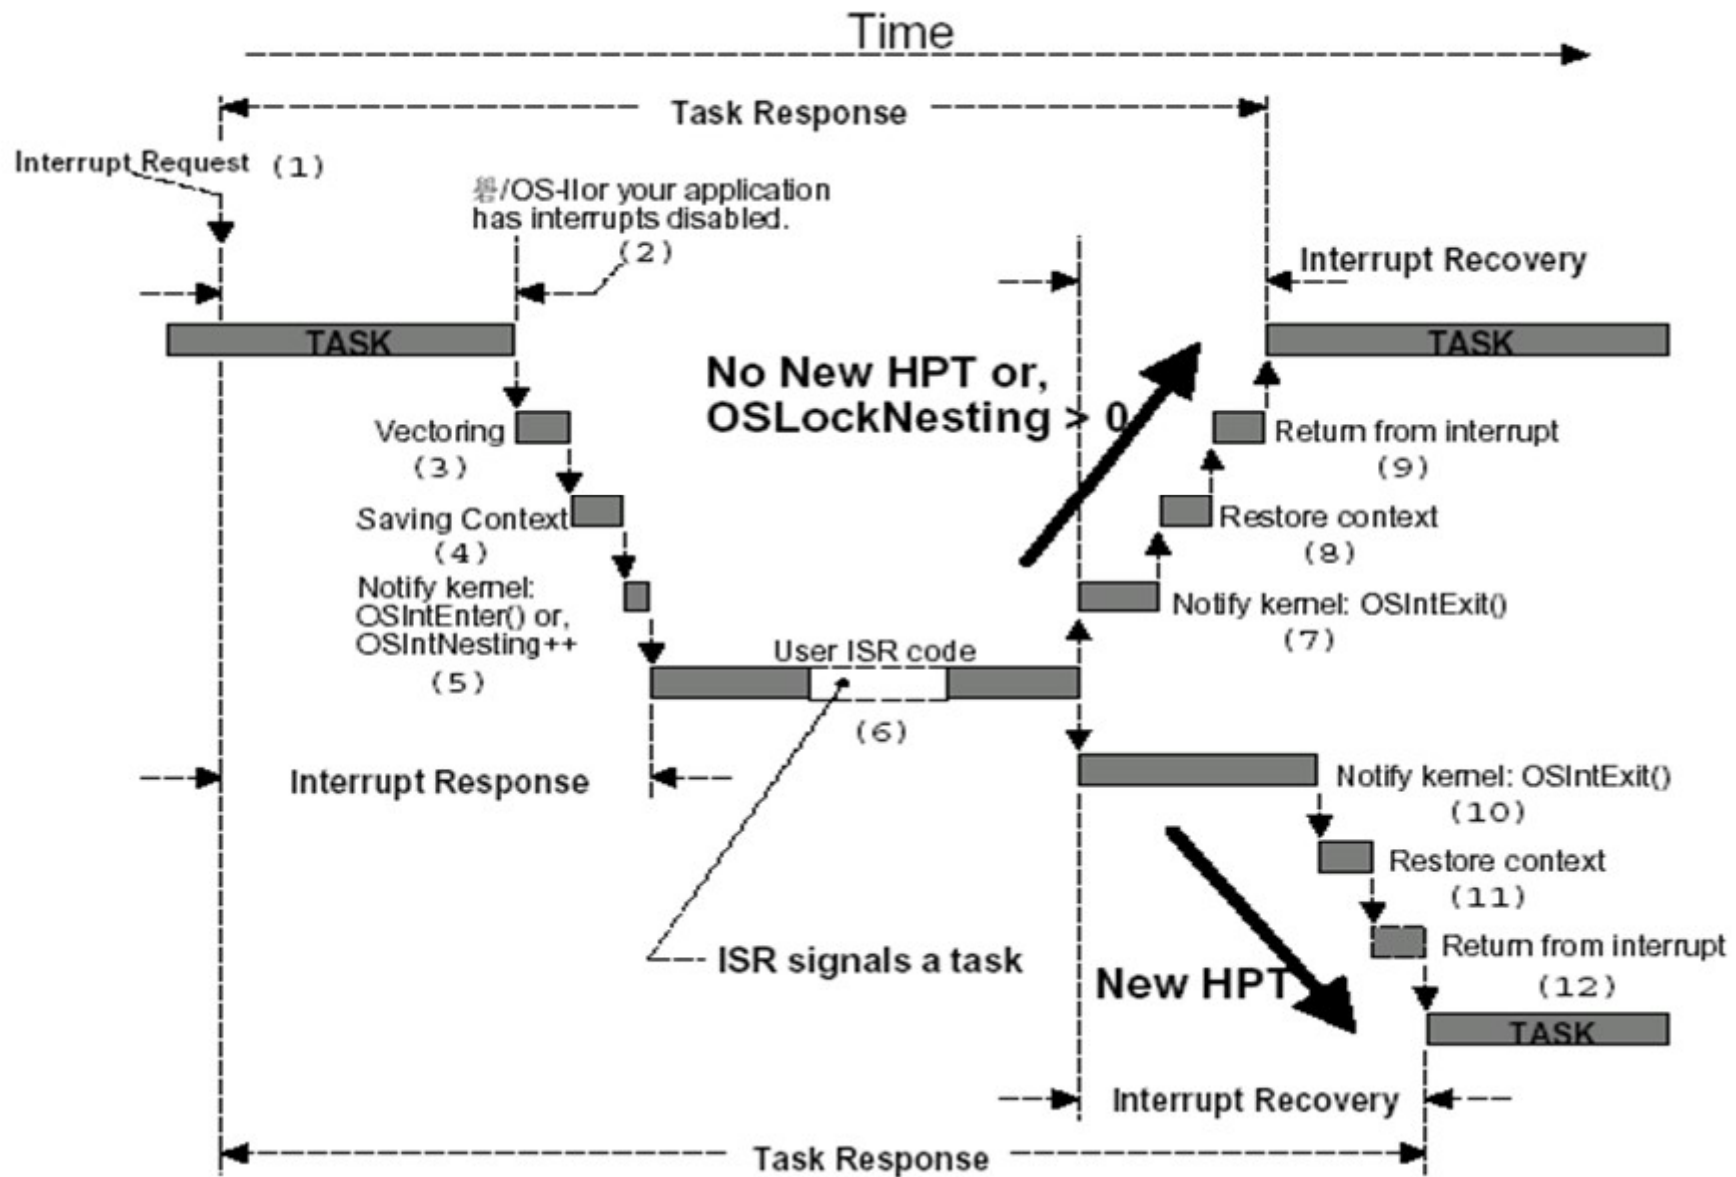 Time
Task Response
Interrupt Request (1)
/OS-II or your application
has interrupts disabled.
(2)
Interrupt Recovery
TASK
TASK
No New HPT or,
OSLockNesting > 0
Vectoring
(3)
Return from interrupt
(9)
Saving Context
(4)
Restore context
(8)
Notify kernel:
OSIntEnter() or,
OSIntNesting++
(5)
Notify kernel: OSIntExit()
(7)
User ISR code
(6)
Interrupt Response
Notify kernel: OSIntExit()
(10)
Restore context
(11)
Return from interrupt
(12)
ISR signals a task
New HPT
TASK
Interrupt Recovery
Task Response